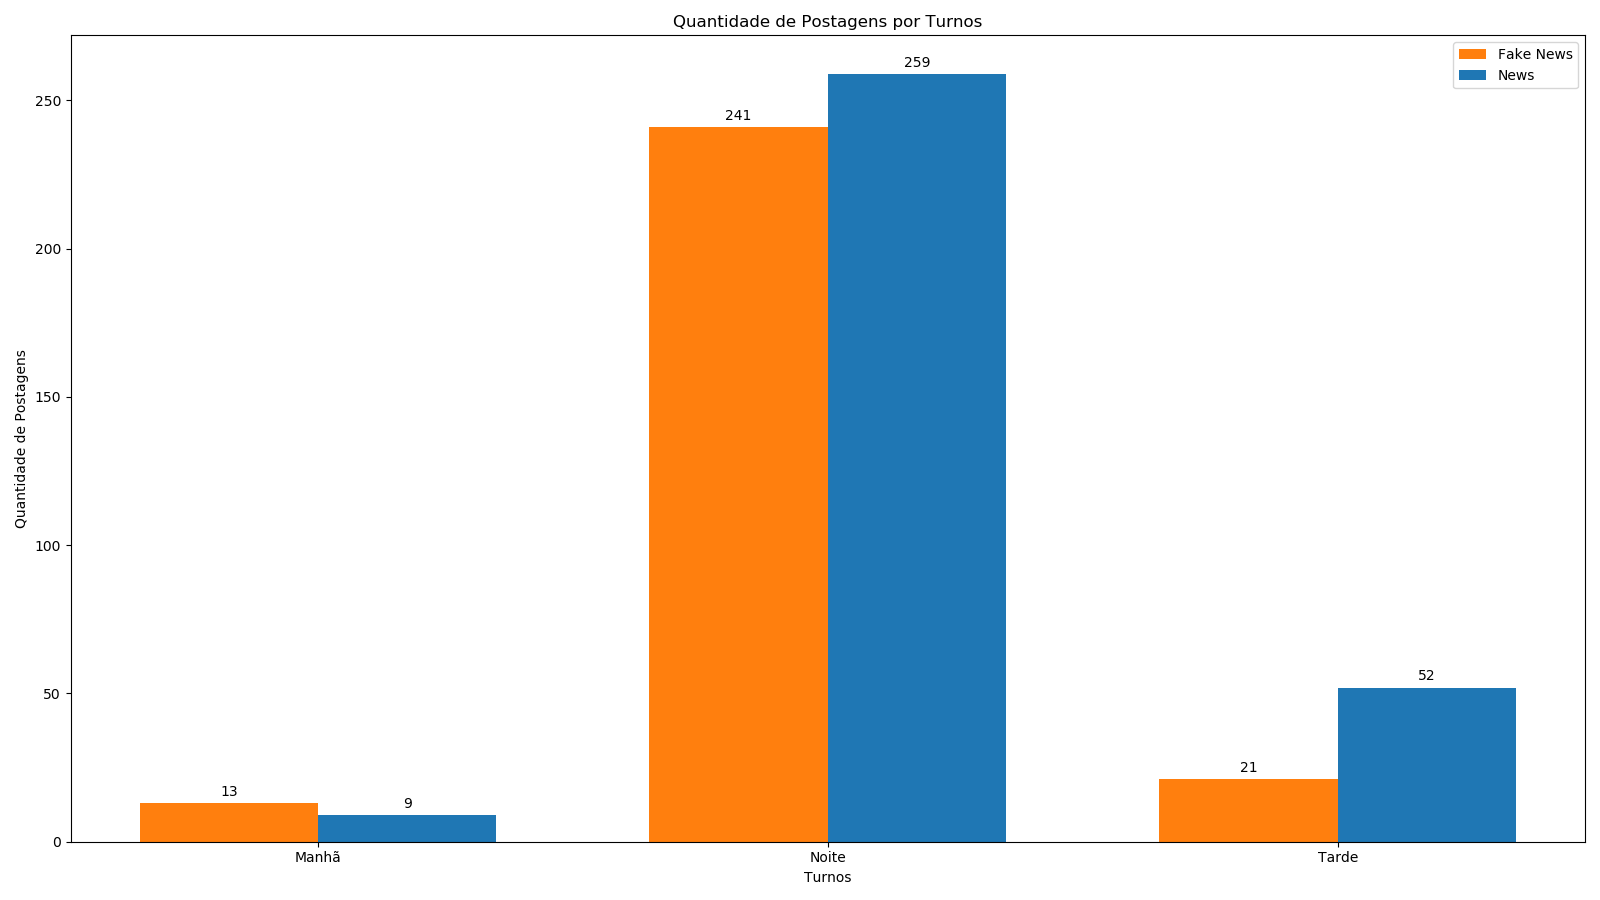 Quantidade de Postagens por Turnos
Fake News
News
Quantidade de Postagens
250
200
150
100
50
0
13
9
241
259
21
52
Manhã
Noite
Tarde
Turnos